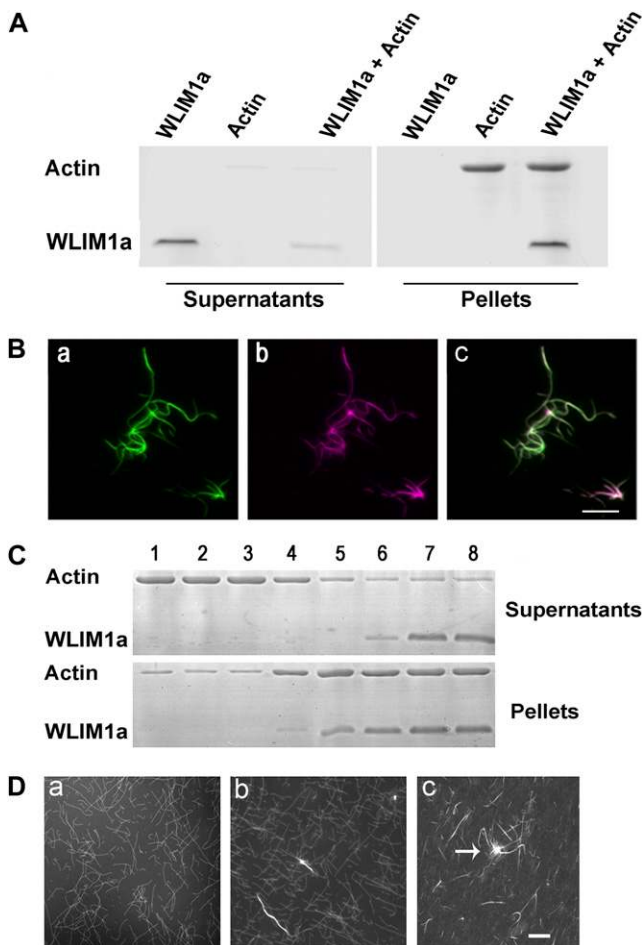 A
WLIM1a Actin WLIM1a + Actin WLIM1a Actin WLIM1a + Actin
Actin
WLIM1a
Supernatants Pellets
B a b c
C 1 2 3 4 5 6 7 8
Actin
Supernatants
WLIM1a
Actin
Pellets
WLIM1a
D a b c